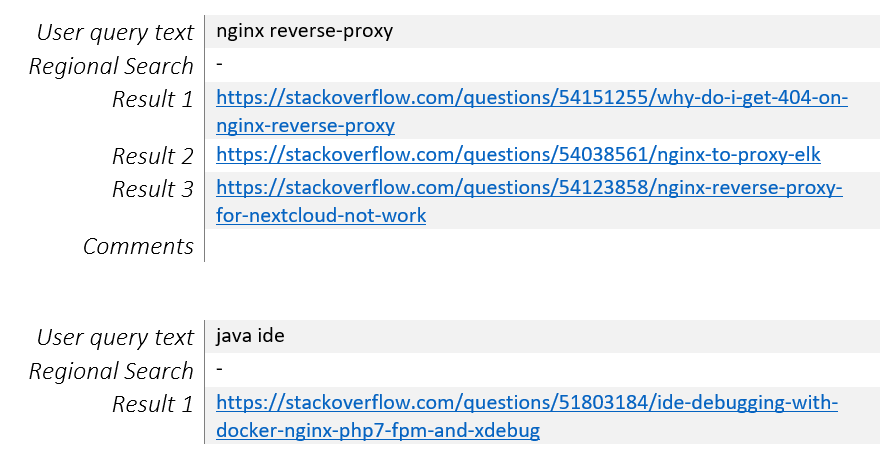 User query text nginx reverse-proxy
Regional Search -
Result 1 https://stackoverflow.com/questions/54151255/why-do-i-get-404-on-
nginx-reverse-proxy
Result 2 https://stackoverflow.com/questions/54038561/nginx-to-proxy-elk
Result 3 https://stackoverflow.com/questions/54123858/nginx-reverse-proxy-
for-nextcloud-not-work
Comments
User query text java ide
Regional Search -
Result 1 https://stackoverflow.com/questions/51803184/ide-debugging-with-
docker-nginx-php7-fpm-and-xdebug